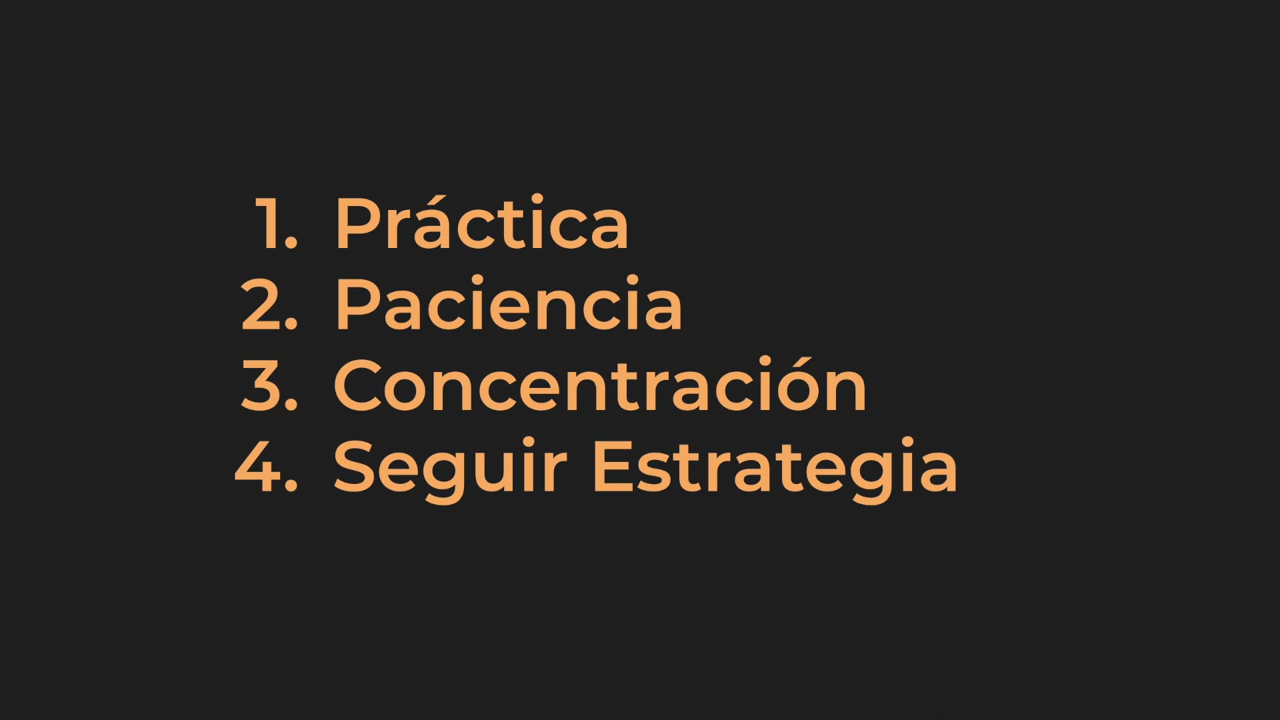 1. Práctica
2. Paciencia
3. Concentración
4. Seguir Estrategia